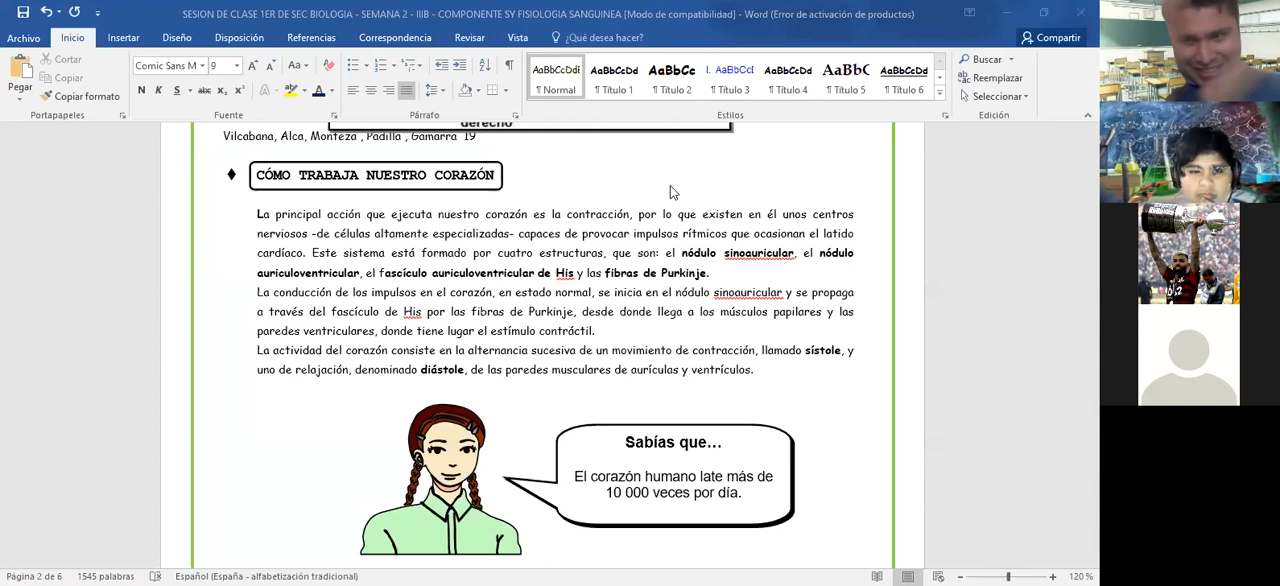 SESION DE CLASE 1ER DE SEC BIOLOGIA - SEMANA 2 - IIIB - COMPONENTE SY FISIOLOGIA SANGUINEA [Modo de compatibilidad] - Word (Error de activación de productos)
Archivo Inicio Insertar Diseño Disposición Referencias Correspondencia Revisar Vista ¿Qué desea hacer? Compartir
Pegar
Cortar
Copiar
Copiar formato
Comic Sans M 9
N K S abc x₂ x²
AaBbCcDdE AaBbCcDd AaBbCc I. AaBbCcI AaBbCcDd AaBbC AaBbCcDd
¶ Normal ¶ Título 1 ¶ Título 2 ¶ Título 3 ¶ Título 4 ¶ Título 5 ¶ Título 6
Buscar
Reemplazar
Seleccionar
Portapapeles Fuente Párrafo Estilos Edición
derecho
Vilcabana, Alca, Monteza , Padilla , Gamarra 19
CÓMO TRABAJA NUESTRO CORAZÓN
La principal acción que ejecuta nuestro corazón es la contracción, por lo que existen en él unos centros
nerviosos -de células altamente especializadas- capaces de provocar impulsos rítmicos que ocasionan el latido
cardíaco. Este sistema está formado por cuatro estructuras, que son: el nódulo sinoauricular, el nódulo
auriculoventricular, el fascículo auriculoventricular de His y las fibras de Purkinje.
La conducción de los impulsos en el corazón, en estado normal, se inicia en el nódulo sinoauricular y se propaga
a través del fascículo de His por las fibras de Purkinje, desde donde llega a los músculos papilares y las
paredes ventriculares, donde tiene lugar el estímulo contráctil.
La actividad del corazón consiste en la alternancia sucesiva de un movimiento de contracción, llamado sístole, y
uno de relajación, denominado diástole, de las paredes musculares de aurículas y ventrículos.
Sabías que...
El corazón humano late más de
10 000 veces por día.
Página 2 de 6 1545 palabras Español (España - alfabetización tradicional) 120 %